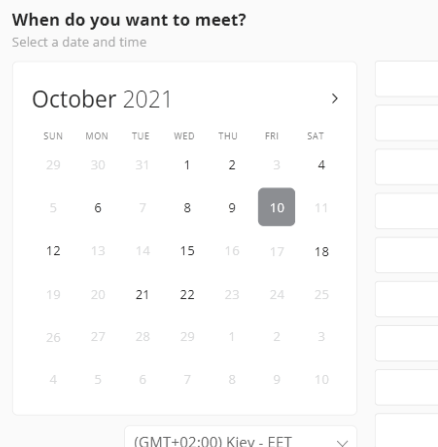 When do you want to meet?
Select a date and time
October 2021
SUN MON TUE WED THU FRI SAT
29 30 31 1 2 3 4
5 6 7 8 9 10 11
12 13 14 15 16 17 18
19 20 21 22 23 24 25
26 27 28 29 1 2 3
4 5 6 7 8 9 10
(GMT+02:00) Kiev - EET